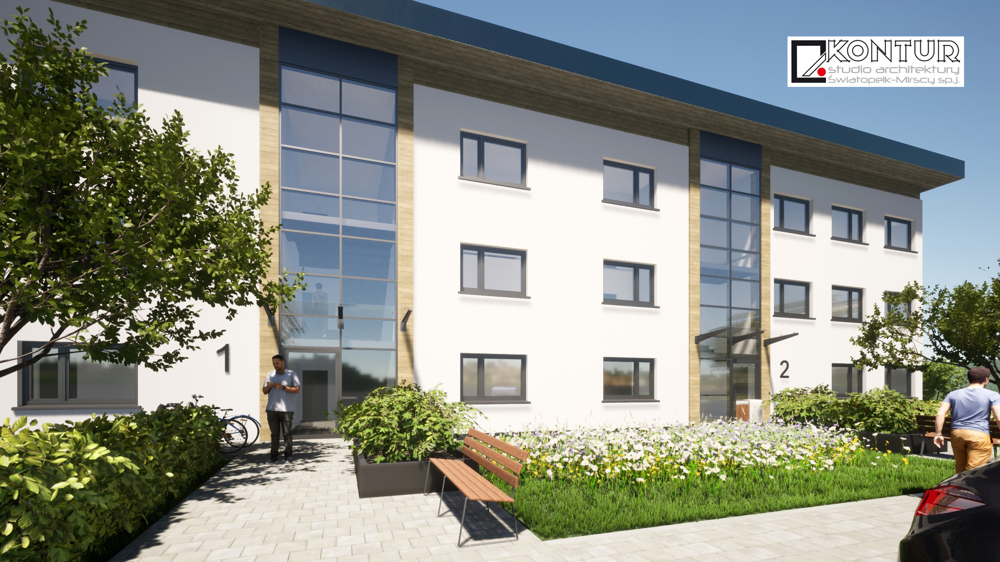 KONTUR
studio architektury
Światopełk-Mirscy sp.j.
1
2